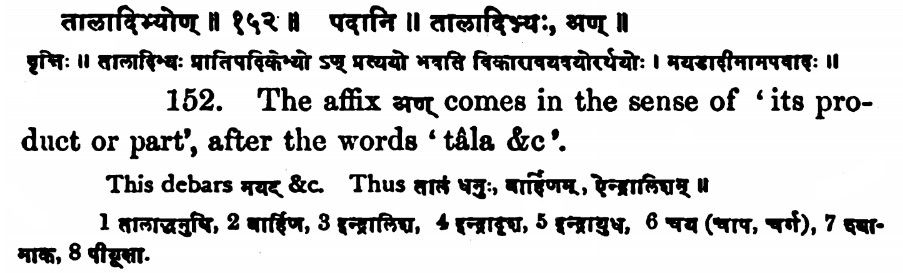 तालादिभ्योण् ॥ १५२ ॥ पदानि ॥ तालादिभ्यः, अण् ॥
वृत्तिः ॥ तालादिभ्यः प्रातिपदिकेभ्यो ऽण् प्रत्ययो भवति विकारावयवयोरर्थयोः । मयडादीनामपवादः ॥
152. The affix अण् comes in the sense of ‘its pro-
duct or part’, after the words ‘tâla &c’.
This debars मयट् &c. Thus तालं धनुः, बार्हिणम्, ऐन्द्रालिशम् ॥
1 तालाद्धनुषि, 2 बार्हिण, 3 इन्द्रालिश, 4 इन्द्रादृश, 5 इन्द्रायुध, 6 चय (चाप, चर्म), 7 श्या-
माक, 8 पीयूक्षा.